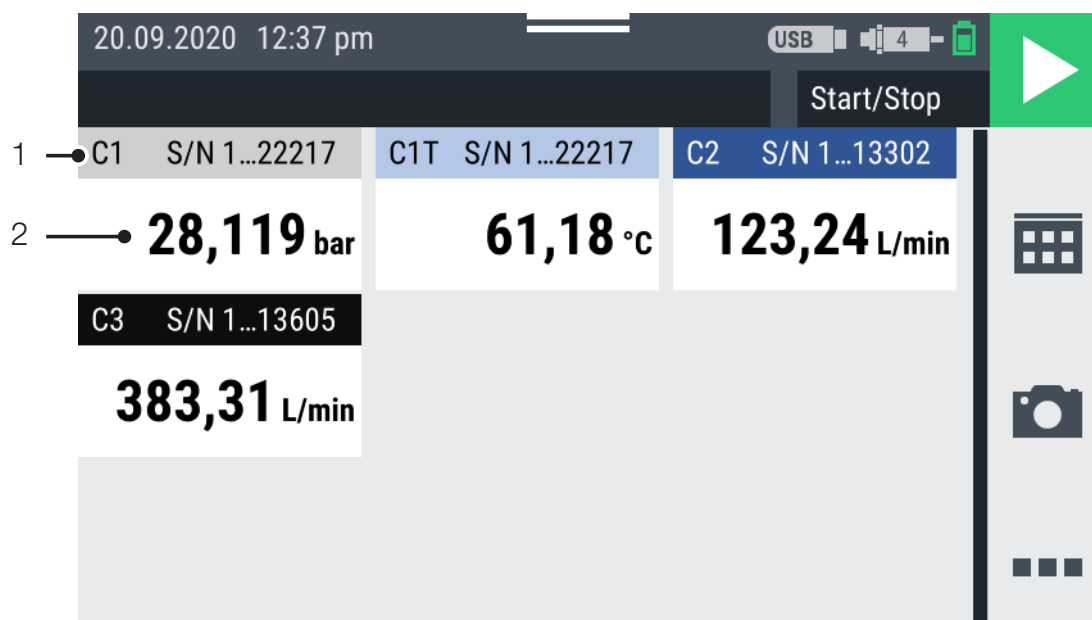 20.09.2020 12:37 pm USB 4
Start/Stop
1 C1 S/N 1…22217 C1T S/N 1…22217 C2 S/N 1…13302
2 28,119 bar 61,18 °C 123,24 L/min
C3 S/N 1…13605
383,31 L/min